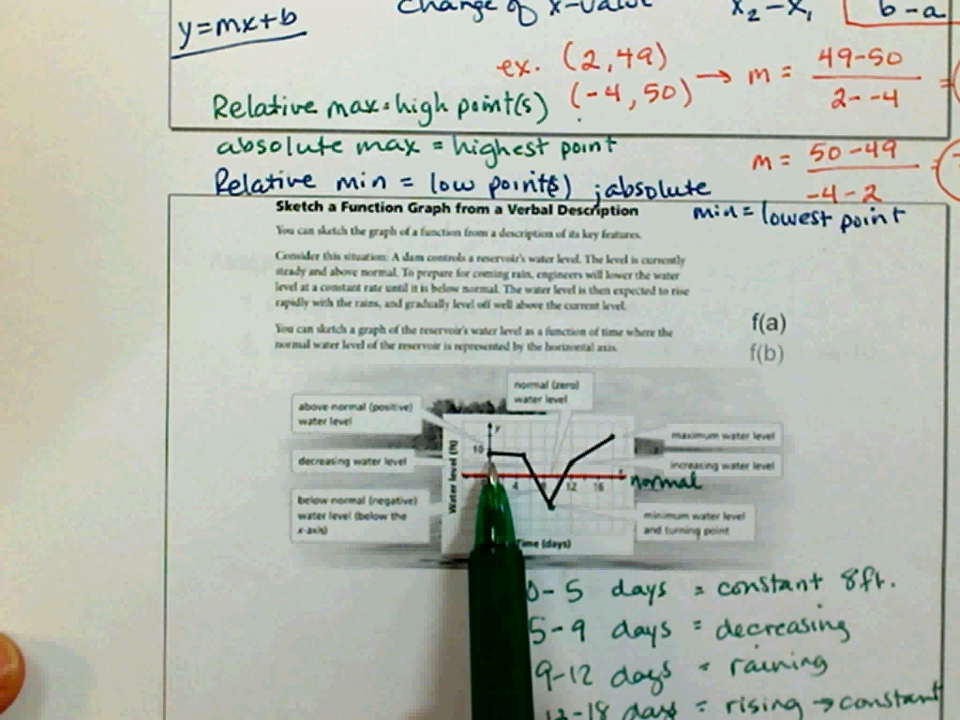 y=mx+b
Change of x-value
x₂-x₁
b-a
ex. (2,49)
(-4,50) → m = 49-50 =
2--4
Relative max=high point(s)
absolute max = highest point
m = 50-49 =
-4-2
Relative min = low point(s) ; absolute
min = lowest point
Sketch a Function Graph from a Verbal Description
You can sketch the graph of a function from a description of its key features.
Consider this situation: A dam controls a reservoir's water level. The level is currently
steady and above normal. To prepare for coming rain, engineers will lower the water
level at a constant rate until it is below normal. The water level is then expected to rise
rapidly with the rains, and gradually level off well above the current level.
You can sketch a graph of the reservoir's water level as a function of time where the
normal water level of the reservoir is represented by the horizontal axis.
f(a)
f(b)
normal (zero)
water level
above normal (positive)
water level
decreasing water level
below normal (negative)
water level (below the
x-axis)
Water level (ft)
10
y
4
12
16
x
normal
maximum water level
increasing water level
minimum water level
and turning point
Time (days)
0-5 days = constant 8ft.
5-9 days = decreasing
9-12 days = raining
12-18 days = rising → constant